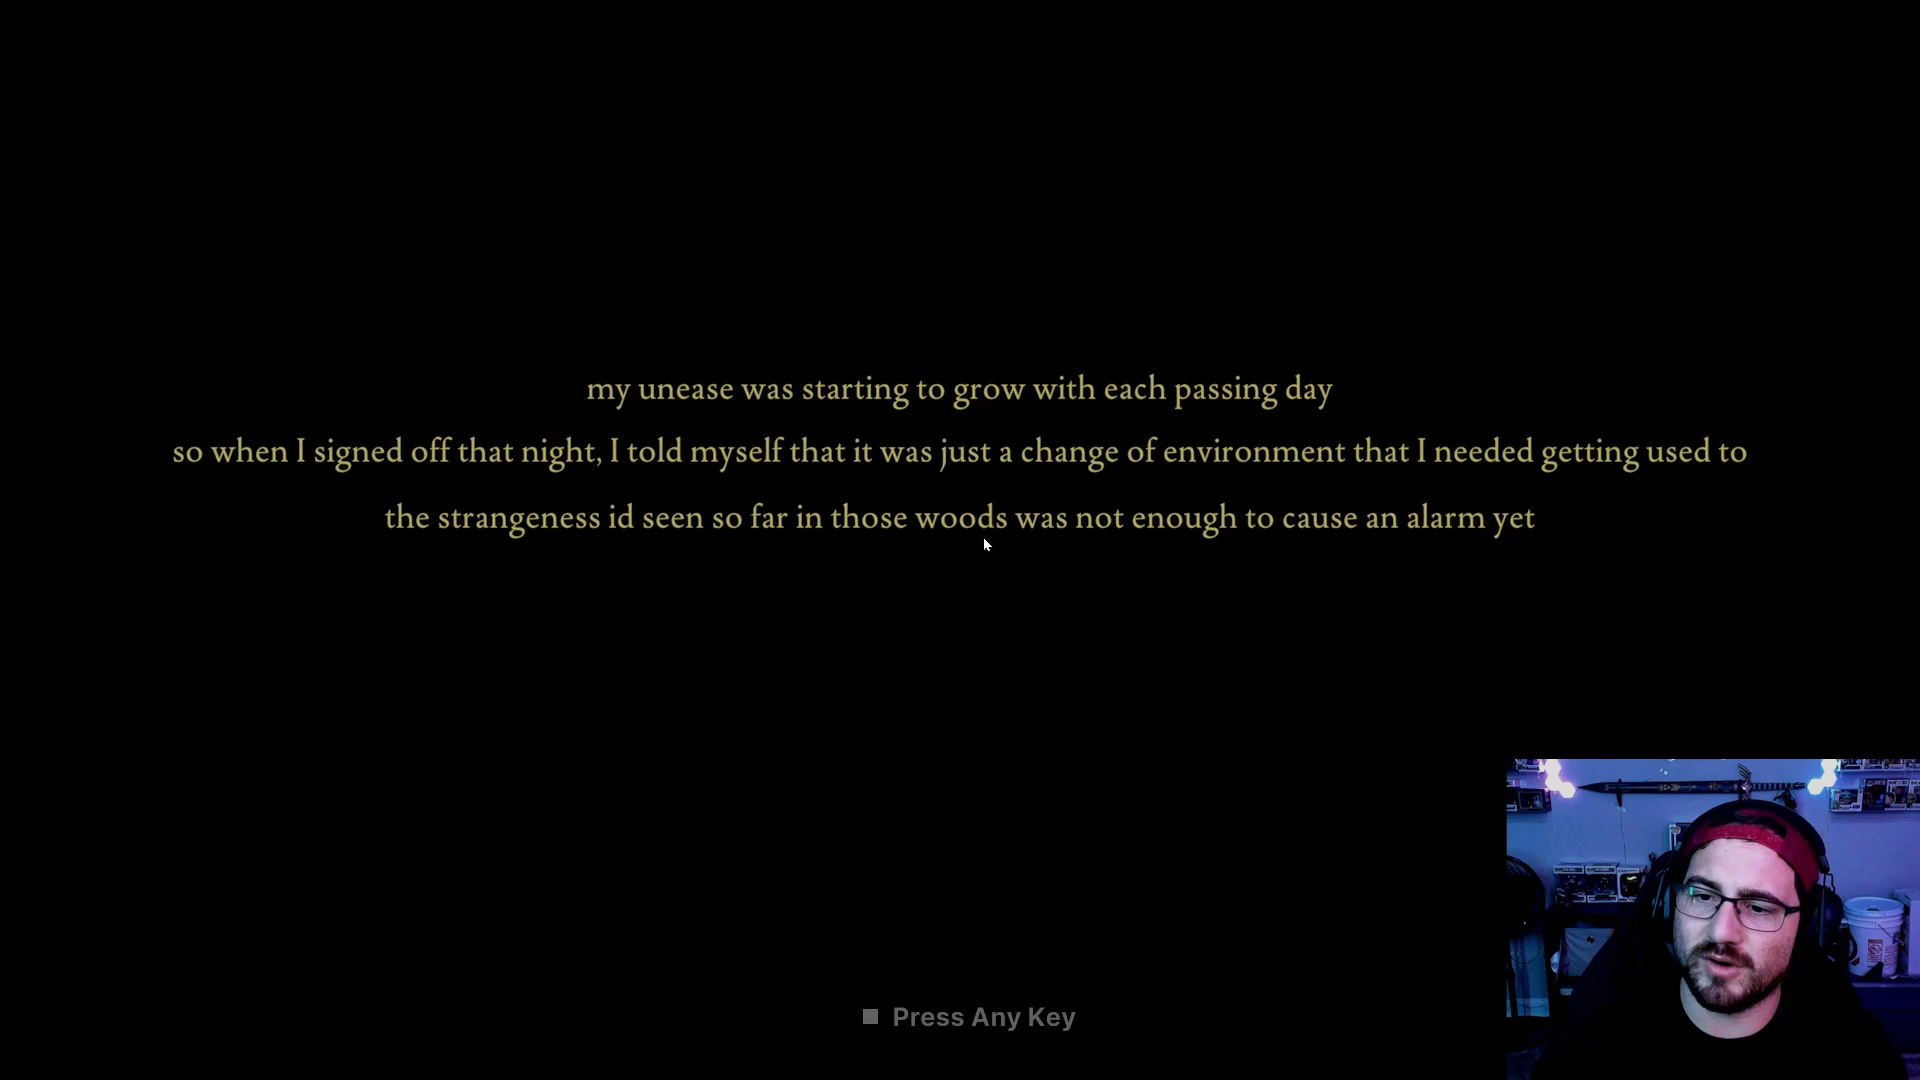 my unease was starting to grow with each passing day
so when I signed off that night, I told myself that it was just a change of environment that I needed getting used to
the strangeness id seen so far in those woods was not enough to cause an alarm yet
Press Any Key